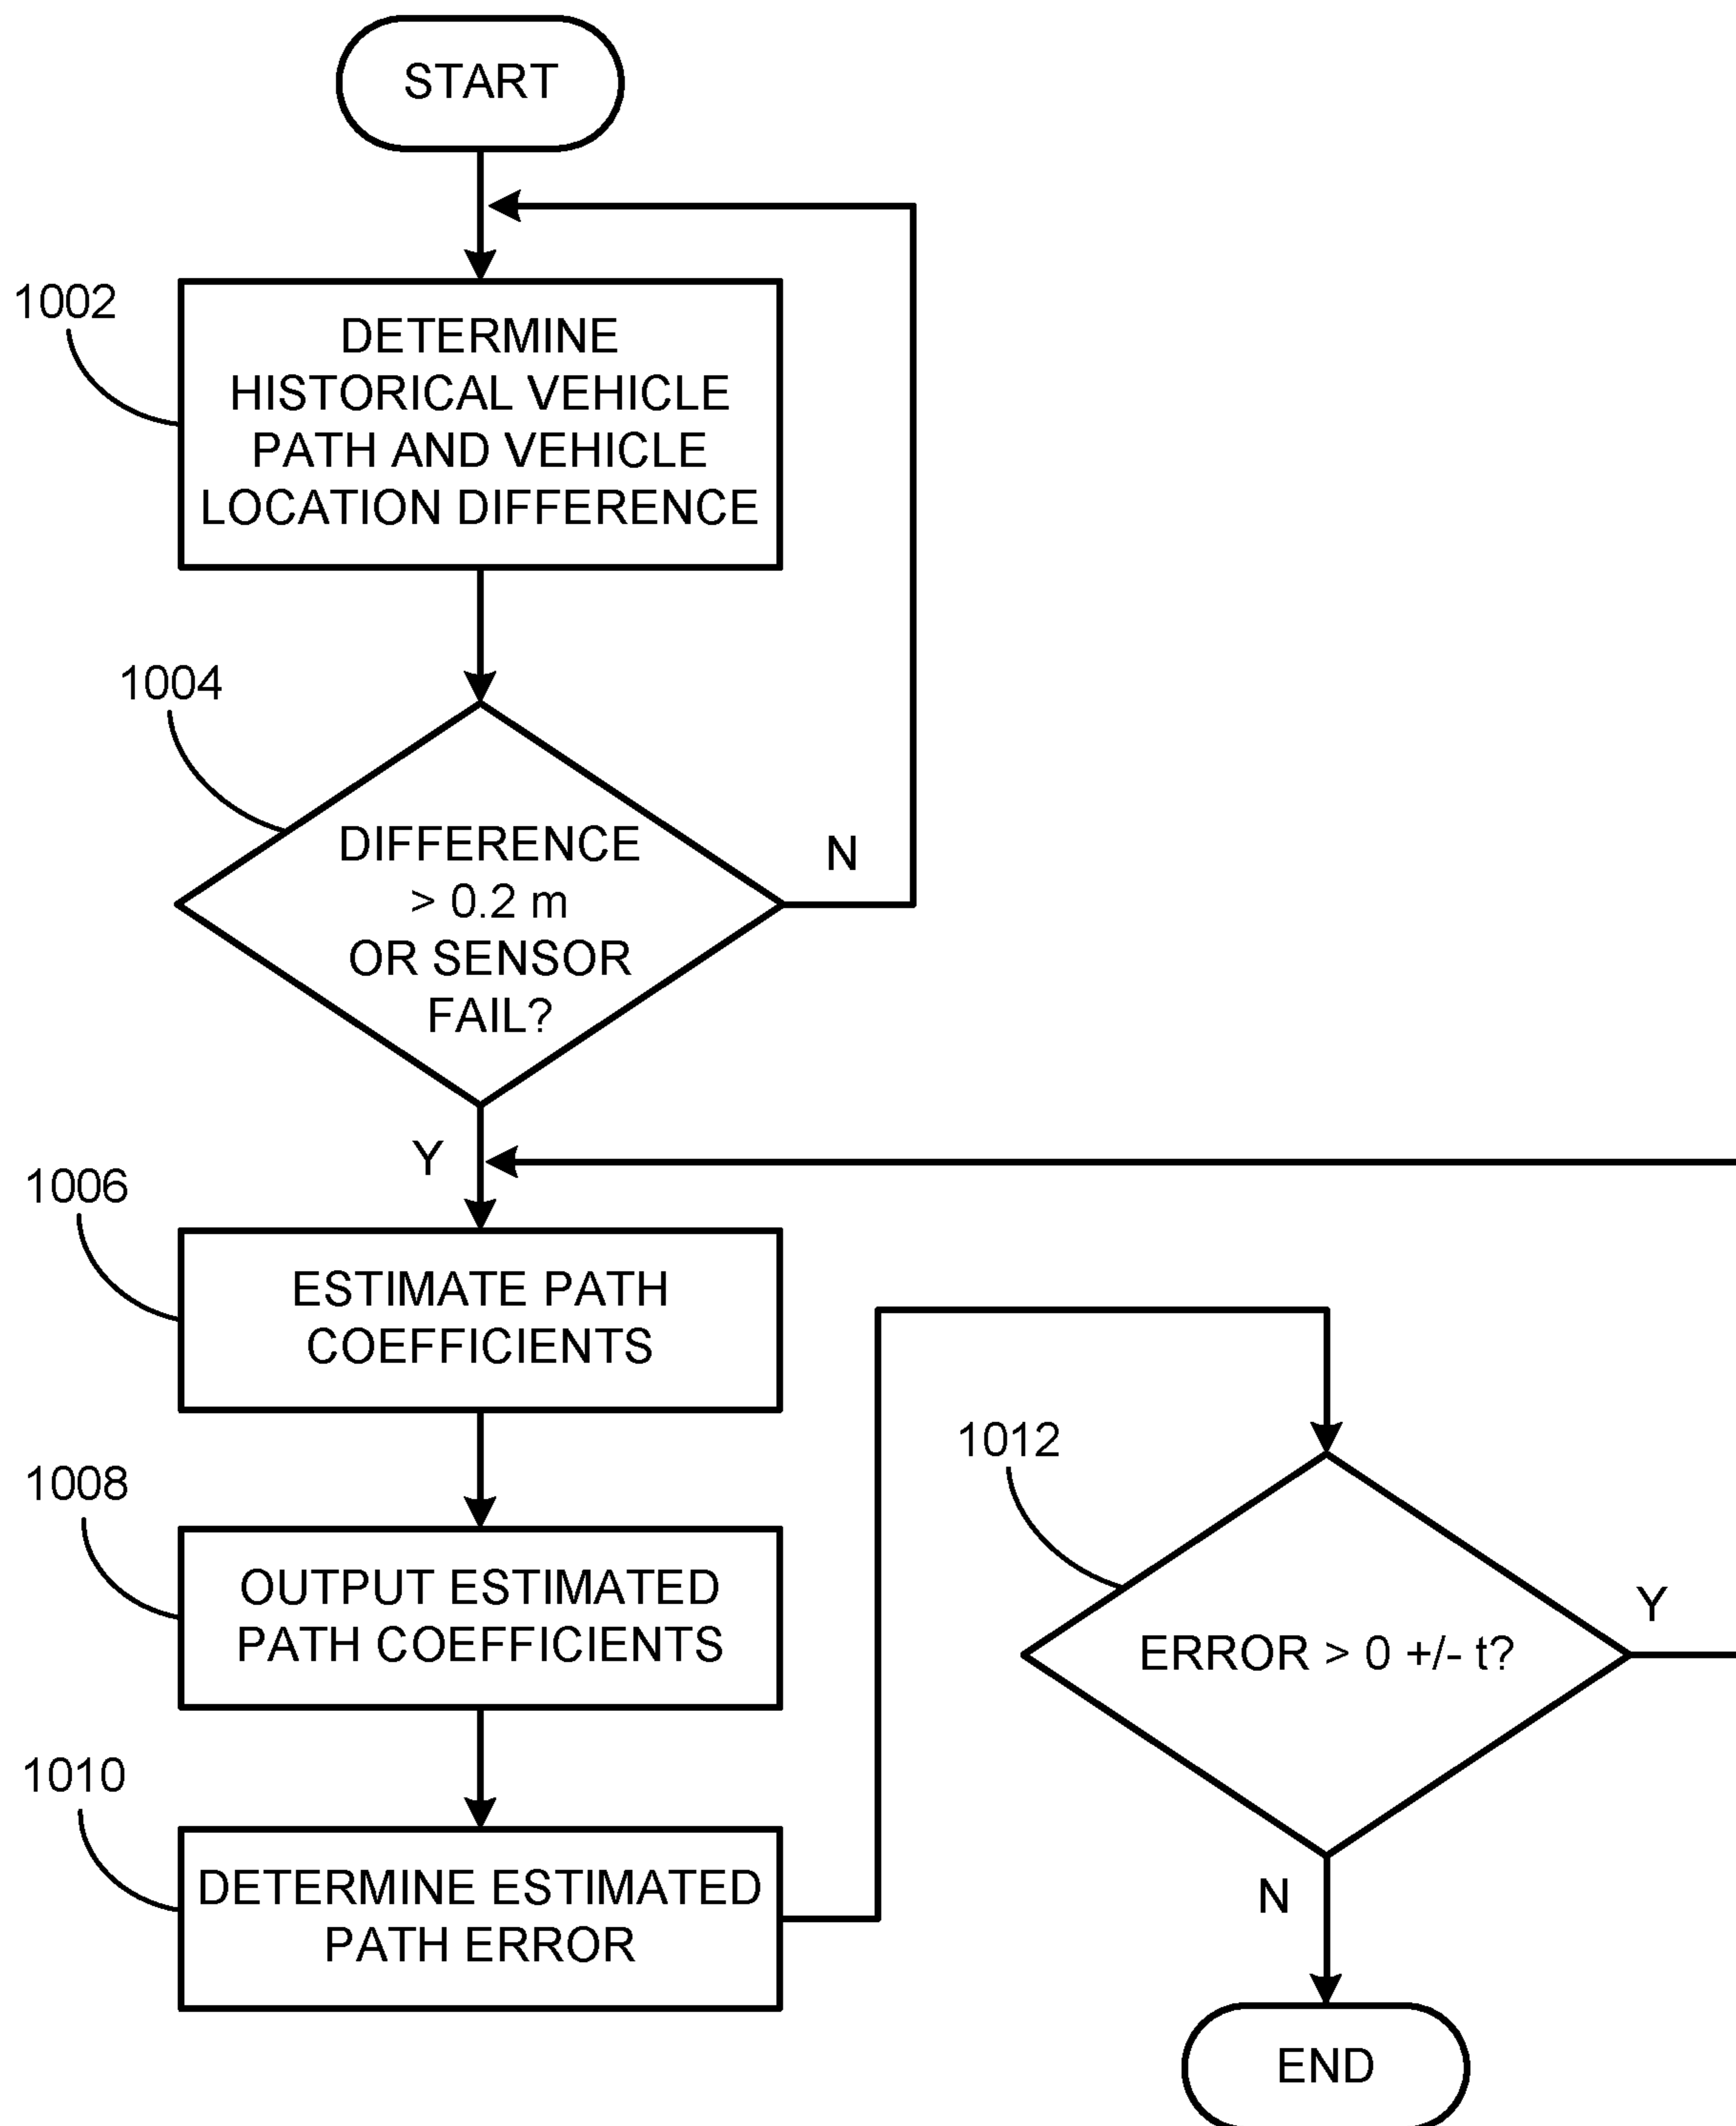 START
1002
DETERMINE
HISTORICAL VEHICLE
PATH AND VEHICLE
LOCATION DIFFERENCE
1004
DIFFERENCE
> 0.2 m
OR SENSOR
FAIL?
N
Y
1006
ESTIMATE PATH
COEFFICIENTS
1008
OUTPUT ESTIMATED
PATH COEFFICIENTS
1010
DETERMINE ESTIMATED
PATH ERROR
1012
ERROR > 0 +/- t?
Y
N
END